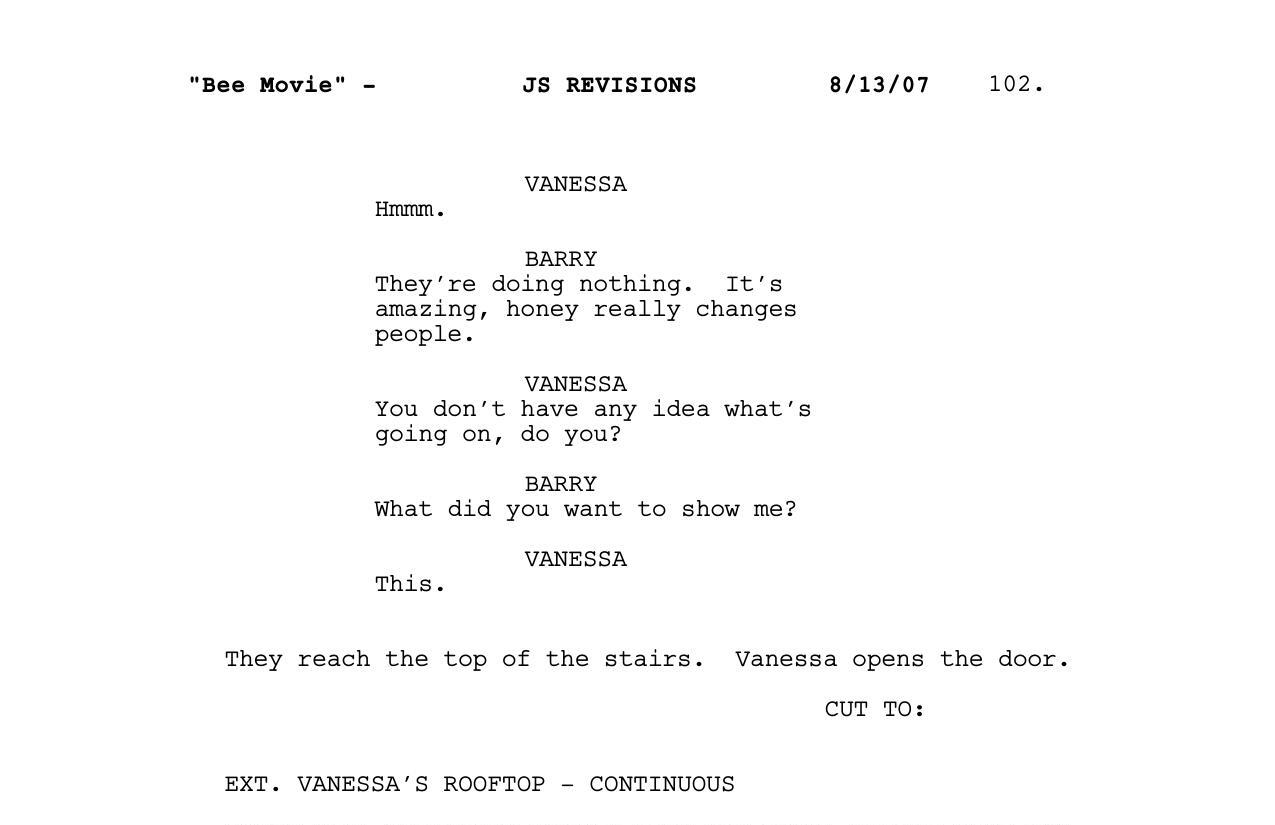 "Bee Movie" - JS REVISIONS 8/13/07 102.
VANESSA
Hmmm.
BARRY
They're doing nothing. It's
amazing, honey really changes
people.
VANESSA
You don't have any idea what's
going on, do you?
BARRY
What did you want to show me?
VANESSA
This.
They reach the top of the stairs. Vanessa opens the door.
CUT TO:
EXT. VANESSA'S ROOFTOP – CONTINUOUS